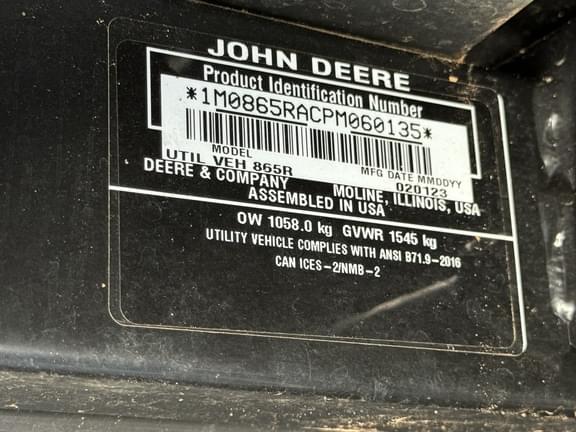 JOHN DEERE
Product Identification Number
*1M0865RACPM060135*
MODEL MFG DATE MMDDYY
UTIL VEH 865R 020123
DEERE & COMPANY MOLINE, ILLINOIS, USA
ASSEMBLED IN USA
OW 1058.0 kg GVWR 1545 kg
UTILITY VEHICLE COMPLIES WITH ANSI B71.9-2016
CAN ICES-2/NMB-2